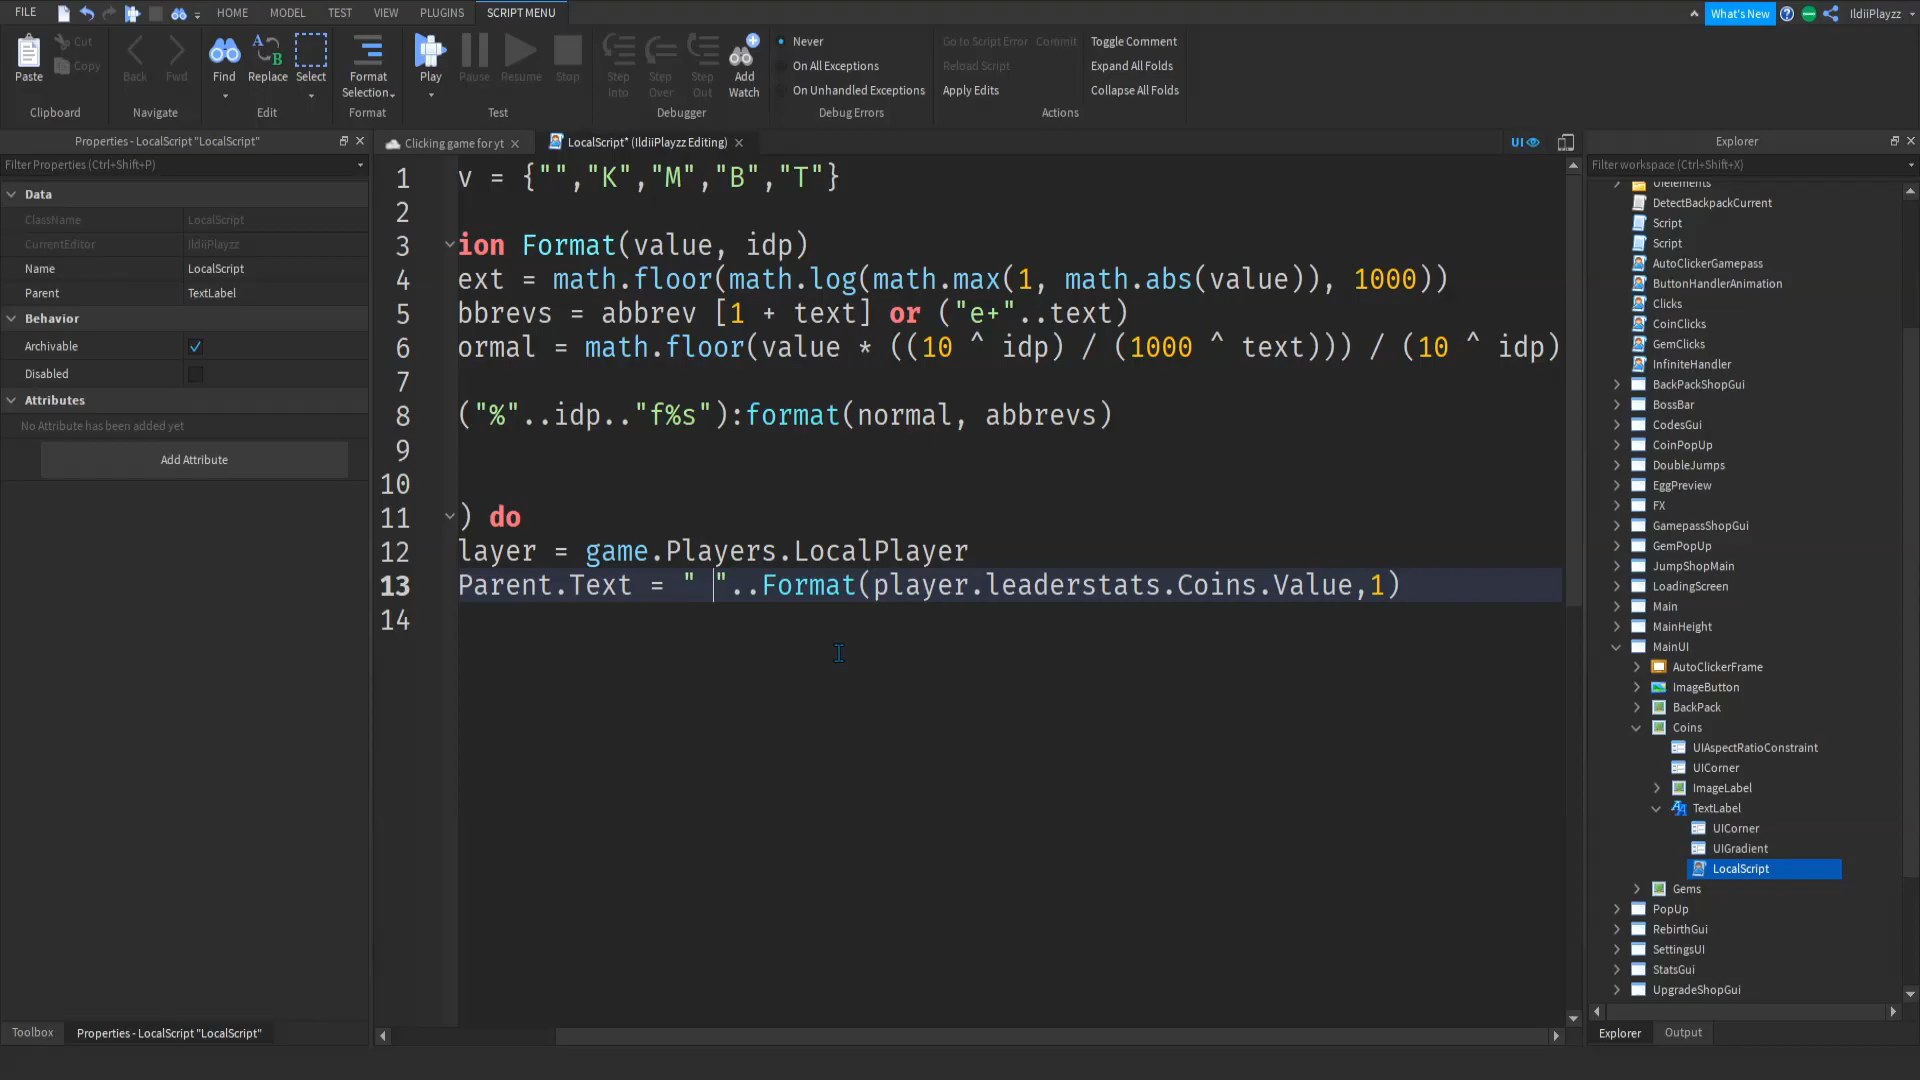 FILE HOME MODEL TEST VIEW PLUGINS SCRIPT MENU What's New IldiiPlayzz
Paste Cut Copy Back Fwd Find Replace Select Format Selection Play Pause Resume Stop Step Into Step Over Step Out Add Watch
Never
On All Exceptions
On Unhandled Exceptions
Go to Script Error Commit Toggle Comment
Reload Script Expand All Folds
Apply Edits Collapse All Folds
Clipboard Navigate Edit Format Test Debugger Debug Errors Actions
Properties - LocalScript "LocalScript"
Filter Properties (Ctrl+Shift+P)
Data
ClassName LocalScript
CurrentEditor IldiiPlayzz
Name LocalScript
Parent TextLabel
Behavior
Archivable
Disabled
Attributes
No Attribute has been added yet
Add Attribute
Toolbox Properties - LocalScript "LocalScript"
Clicking game for yt LocalScript* (IldiiPlayzz Editing) UI
1 v = {"","K","M","B","T"}
2
3 ion Format(value, idp)
4 ext = math.floor(math.log(math.max(1, math.abs(value)), 1000))
5 bbrevs = abbrev [1 + text] or ("e+"..text)
6 ormal = math.floor(value * ((10 ^ idp) / (1000 ^ text))) / (10 ^ idp)
7
8 ("%"..idp.."f%s"):format(normal, abbrevs)
9
10
11 ) do
12 layer = game.Players.LocalPlayer
13 Parent.Text = " "..Format(player.leaderstats.Coins.Value,1)
14
Explorer
Filter workspace (Ctrl+Shift+X)
UIelements
DetectBackpackCurrent
Script
Script
AutoClickerGamepass
ButtonHandlerAnimation
Clicks
CoinClicks
GemClicks
InfiniteHandler
BackPackShopGui
BossBar
CodesGui
CoinPopUp
DoubleJumps
EggPreview
FX
GamepassShopGui
GemPopUp
JumpShopMain
LoadingScreen
Main
MainHeight
MainUI
AutoClickerFrame
ImageButton
BackPack
Coins
UIAspectRatioConstraint
UICorner
ImageLabel
TextLabel
UICorner
UIGradient
LocalScript
Gems
PopUp
RebirthGui
SettingsUI
StatsGui
UpgradeShopGui
Explorer Output